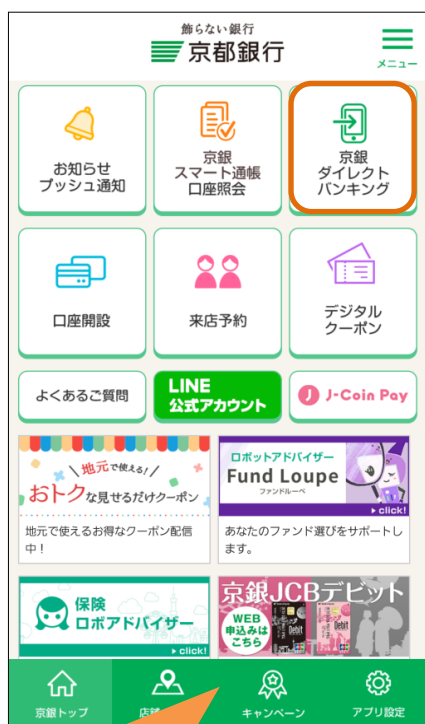 飾らない銀行
京都銀行
メニュー
お知らせ
プッシュ通知
京銀
スマート通帳
口座照会
京銀
ダイレクト
バンキング
口座開設
来店予約
デジタル
クーポン
よくあるご質問
LINE
公式アカウント
J J-Coin Pay
地元で使える!
おトクな見せるだけクーポン
地元で使えるお得なクーポン配信
中!
ロボットアドバイザー
Fund Loupe
ファンドルーペ
click!
あなたのファンド選びをサポートし
ます。
保険
ロボアドバイザー
click!
京銀JCBデビット
WEB
申込みは
こちら
Debit
Debit
京銀トップ
店舗
キャンペーン
アプリ設定